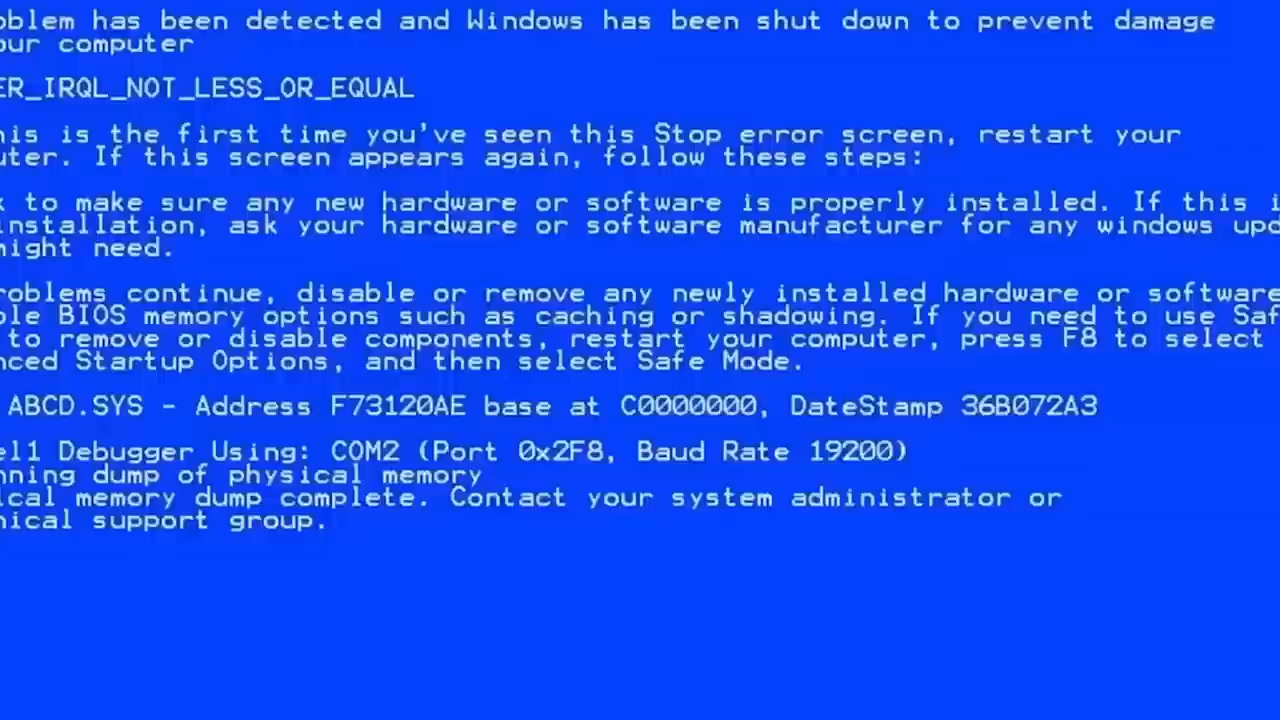 oblem has been detected and Windows has been shut down to prevent damage
our computer
ER_IRQL_NOT_LESS_OR_EQUAL
his is the first time you've seen this Stop error screen, restart your
uter. If this screen appears again, follow these steps:
k to make sure any new hardware or software is properly installed. If this i
installation, ask your hardware or software manufacturer for any windows upd
might need.
roblems continue, disable or remove any newly installed hardware or software
ble BIOS memory options such as caching or shadowing. If you need to use Saf
to remove or disable components, restart your computer, press F8 to select
nced Startup Options, and then select Safe Mode.
ABCD.SYS - Address F73120AE base at C0000000, DateStamp 36B072A3
el1 Debugger Using: COM2 (Port 0x2F8, Baud Rate 19200)
nning dump of physical memory
ical memory dump complete. Contact your system administrator or
nical support group.